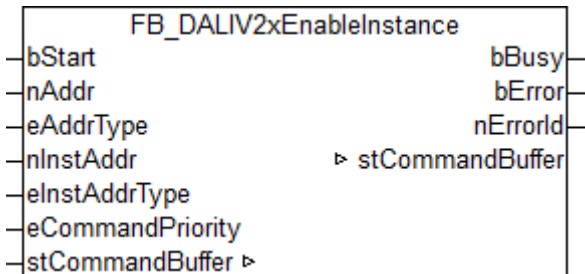 FB_DALIV2xEnableInstance
bStart bBusy
nAddr bError
eAddrType nErrorId
nInstAddr ▹ stCommandBuffer
eInstAddrType
eCommandPriority
stCommandBuffer ▹